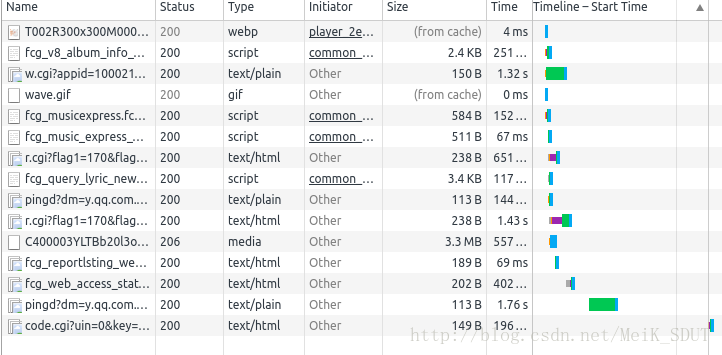 Name Status Type Initiator Size Time Timeline – Start Time
T002R300x300M000... 200 webp player_2e... (from cache) 4 ms
fcg_v8_album_info_... 200 script common_... 2.4 KB 251...
w.cgi?appid=100021... 200 text/plain Other 150 B 1.32 s
wave.gif 200 gif Other (from cache) 0 ms
fcg_musicexpress.fc... 200 script common_... 584 B 152...
fcg_music_express_... 200 script common_... 511 B 67 ms
r.cgi?flag1=170&flag... 200 text/html Other 238 B 651...
fcg_query_lyric_new... 200 script common_... 3.4 KB 117...
pingd?dm=y.qq.com... 200 text/plain Other 113 B 144...
r.cgi?flag1=170&flag... 200 text/html Other 238 B 1.43 s
C400003YLTBb20l3o... 206 media Other 3.3 MB 557...
fcg_reportlsting_we... 200 text/html Other 189 B 69 ms
fcg_web_access_stat... 200 text/html Other 238 B 402...
pingd?dm=y.qq.com... 200 text/plain Other 113 B 1.76 s
code.cgi?uin=0&key=... 200 text/html Other 149 B 196...
http://blog.csdn.net/MeiK_SDUT